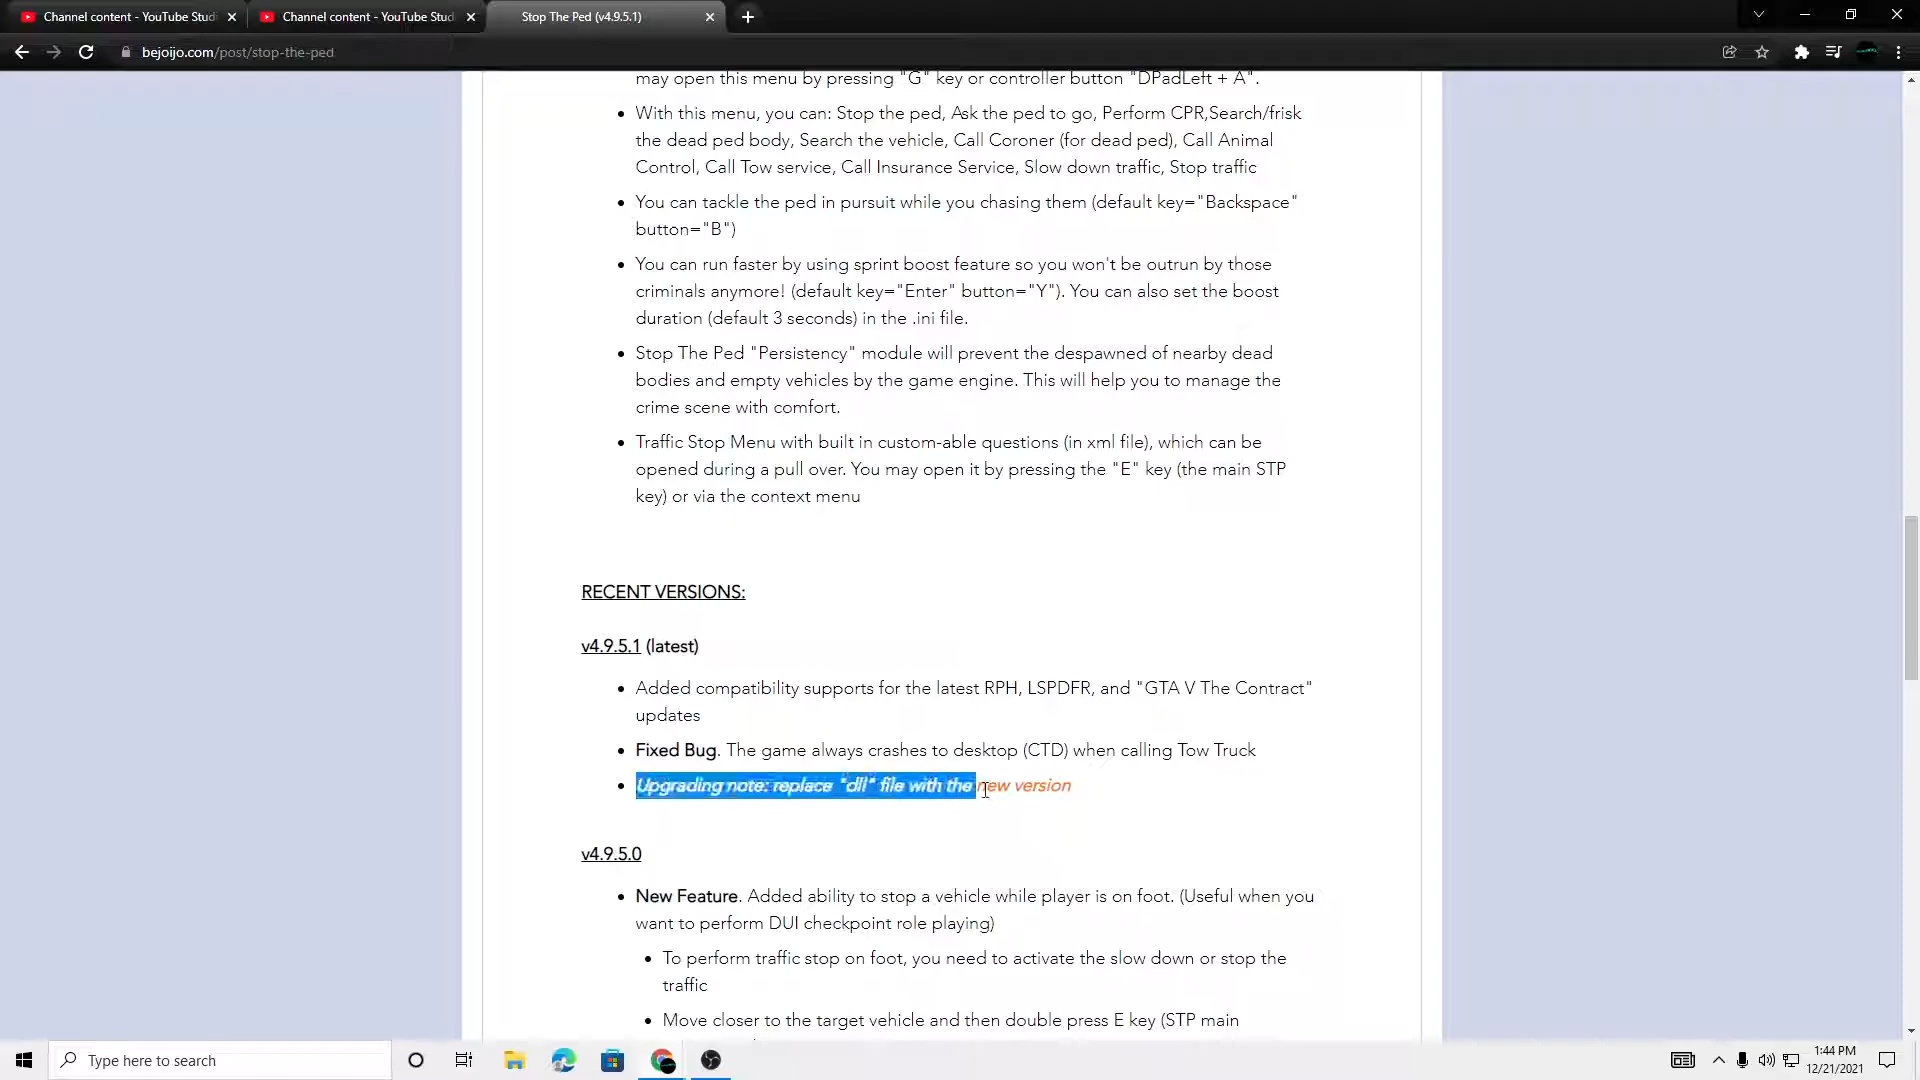 Channel content - YouTube Studi
Channel content - YouTube Studi
Stop The Ped (v4.9.5.1)
bejoijo.com/post/stop-the-ped
may open this menu by pressing "G" key or controller button "DPadLeft + A".
With this menu, you can: Stop the ped, Ask the ped to go, Perform CPR,Search/frisk
the dead ped body, Search the vehicle, Call Coroner (for dead ped), Call Animal
Control, Call Tow service, Call Insurance Service, Slow down traffic, Stop traffic
You can tackle the ped in pursuit while you chasing them (default key="Backspace"
button="B")
You can run faster by using sprint boost feature so you won't be outrun by those
criminals anymore! (default key="Enter" button="Y"). You can also set the boost
duration (default 3 seconds) in the .ini file.
Stop The Ped "Persistency" module will prevent the despawned of nearby dead
bodies and empty vehicles by the game engine. This will help you to manage the
crime scene with comfort.
Traffic Stop Menu with built in custom-able questions (in xml file), which can be
opened during a pull over. You may open it by pressing the "E" key (the main STP
key) or via the context menu
RECENT VERSIONS:
v4.9.5.1 (latest)
Added compatibility supports for the latest RPH, LSPDFR, and "GTA V The Contract"
updates
Fixed Bug. The game always crashes to desktop (CTD) when calling Tow Truck
Upgrading note: replace "dll" file with the new version
v4.9.5.0
New Feature. Added ability to stop a vehicle while player is on foot. (Useful when you
want to perform DUI checkpoint role playing)
To perform traffic stop on foot, you need to activate the slow down or stop the
traffic
Move closer to the target vehicle and then double press E key (STP main
Type here to search
1:44 PM
12/21/2021